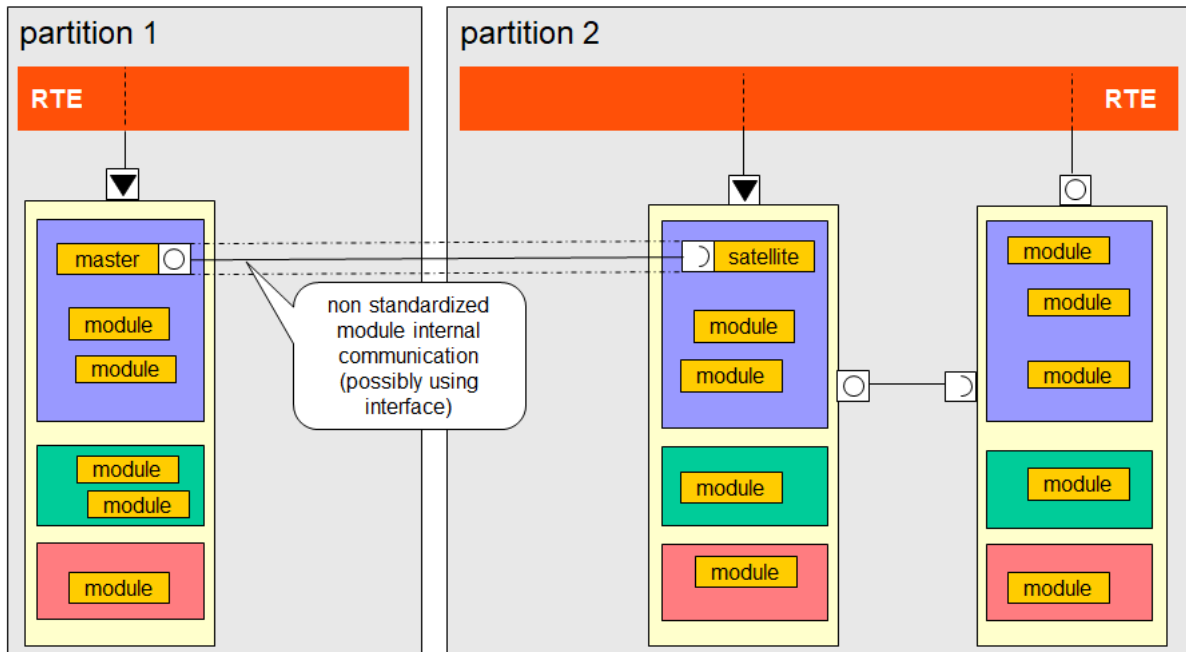 partition 1
RTE
master
module
module
module
module
module
non standardized
module internal
communication
(possibly using
interface)
partition 2
RTE
satellite
module
module
module
module
module
module
module
module
module